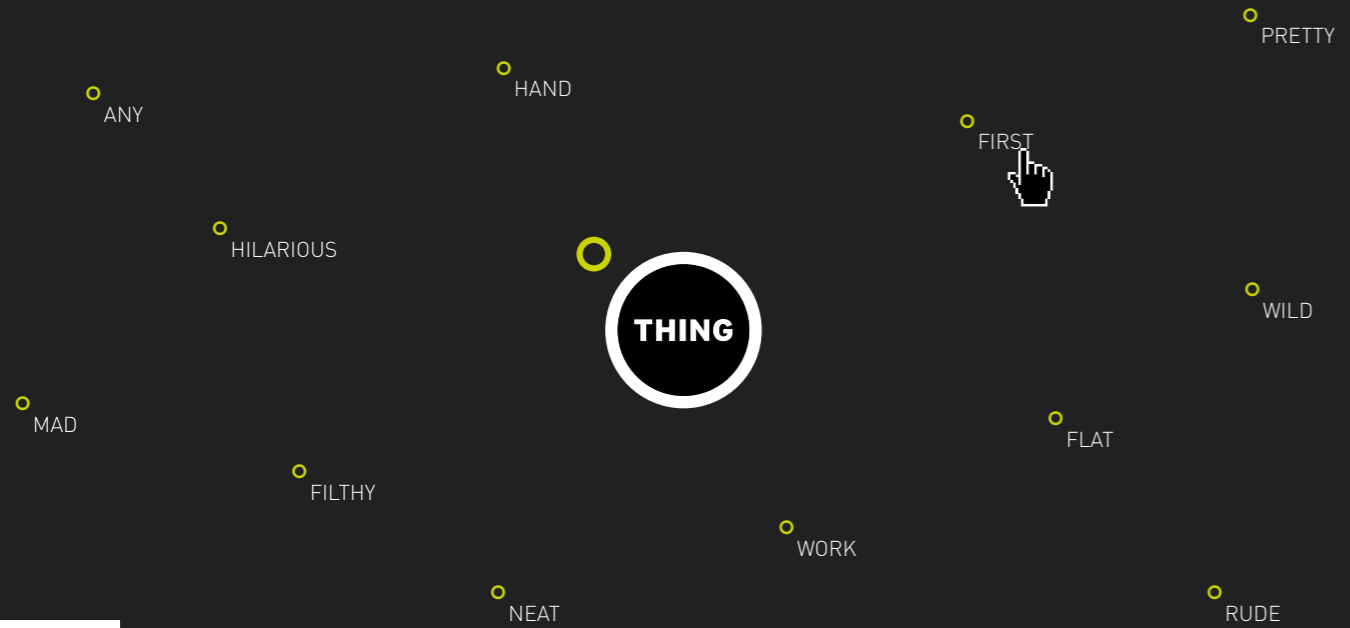 PRETTY
HAND
ANY
FIRST
HILARIOUS
WILD
THING
MAD
FLAT
FILTHY
WORK
NEAT
RUDE